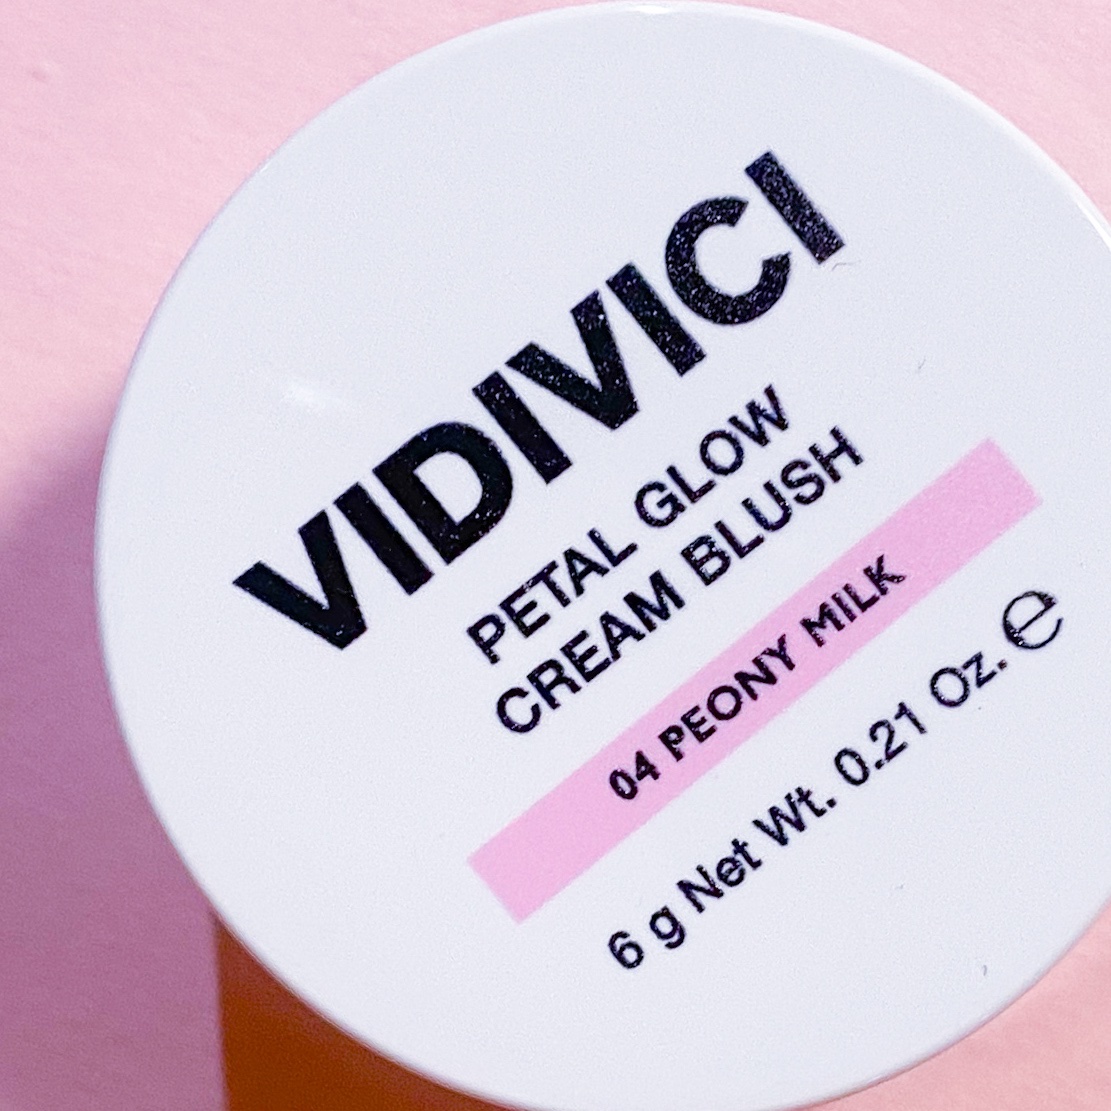 VIDIVICI
PETAL GLOW
CREAM BLUSH
04 PEONY MILK
6 g Net Wt. 0.21 Oz. ℮